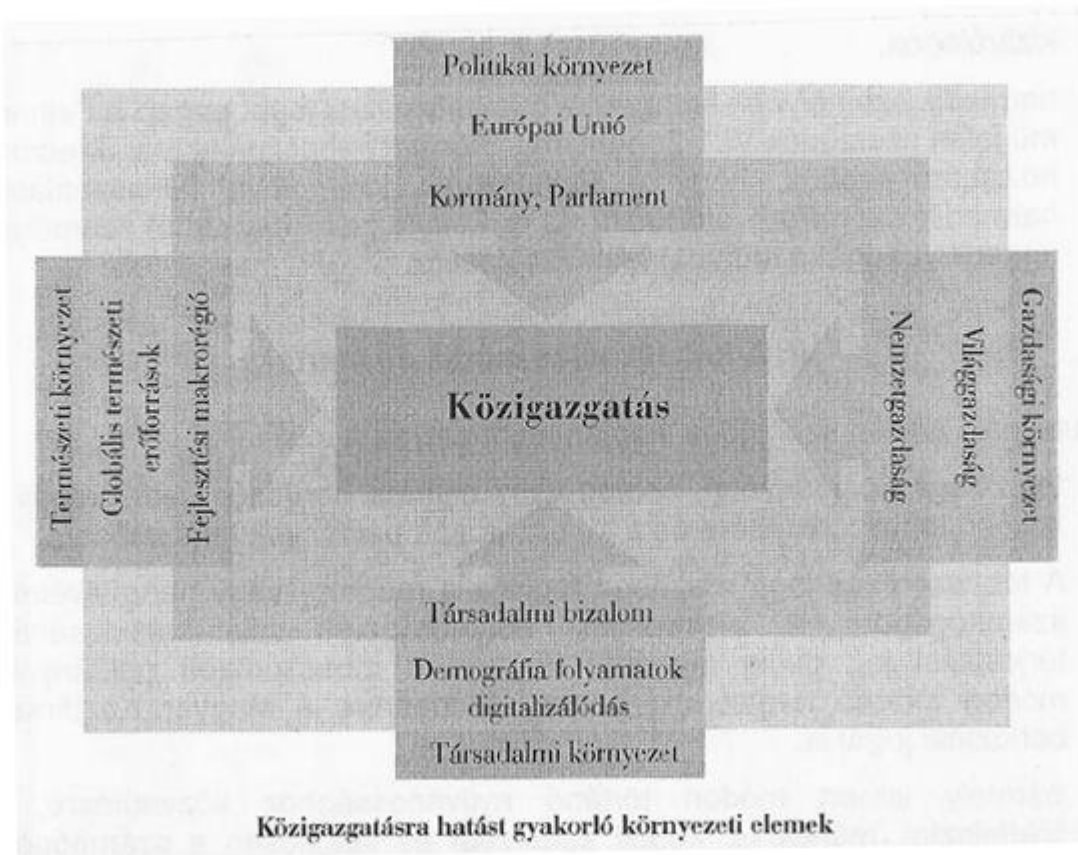 Politikai környezet
Európai Unió
Kormány, Parlament
Természeti környezet
Globális természeti
erőforrások
Fejlesztési makrorégió
Közigazgatás
Nemzetgazdaság
Világgazdaság
Gazdasági környezet
Társadalmi bizalom
Demográfia folyamatok
digitalizálódás
Társadalmi környezet
Közigazgatásra hatást gyakorló környezeti elemek